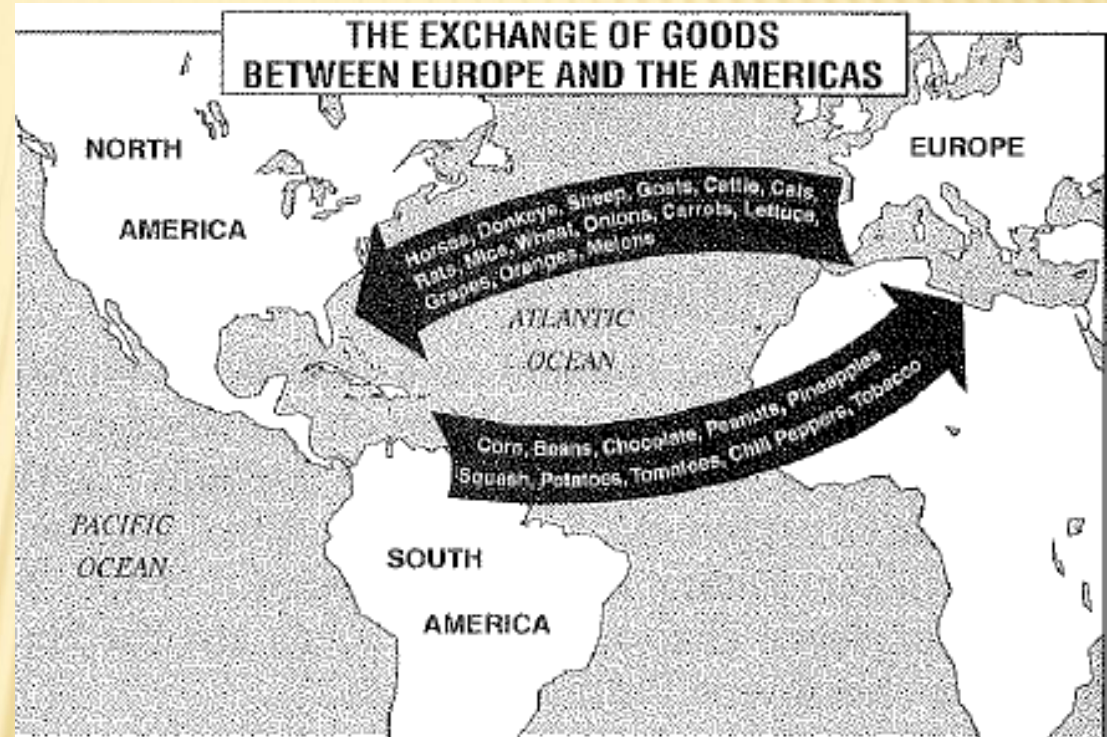 THE EXCHANGE OF GOODS
BETWEEN EUROPE AND THE AMERICAS
NORTH
AMERICA
EUROPE
Horses, Donkeys, Sheep, Goats, Cattle, Cats,
Rats, Mice, Wheat, Onions, Carrots, Lettuce,
Grapes, Oranges, Melons
ATLANTIC
OCEAN
Corn, Beans, Chocolate, Peanuts, Pineapples
Squash, Potatoes, Tomatoes, Chili Peppers, Tobacco
PACIFIC
OCEAN
SOUTH
AMERICA